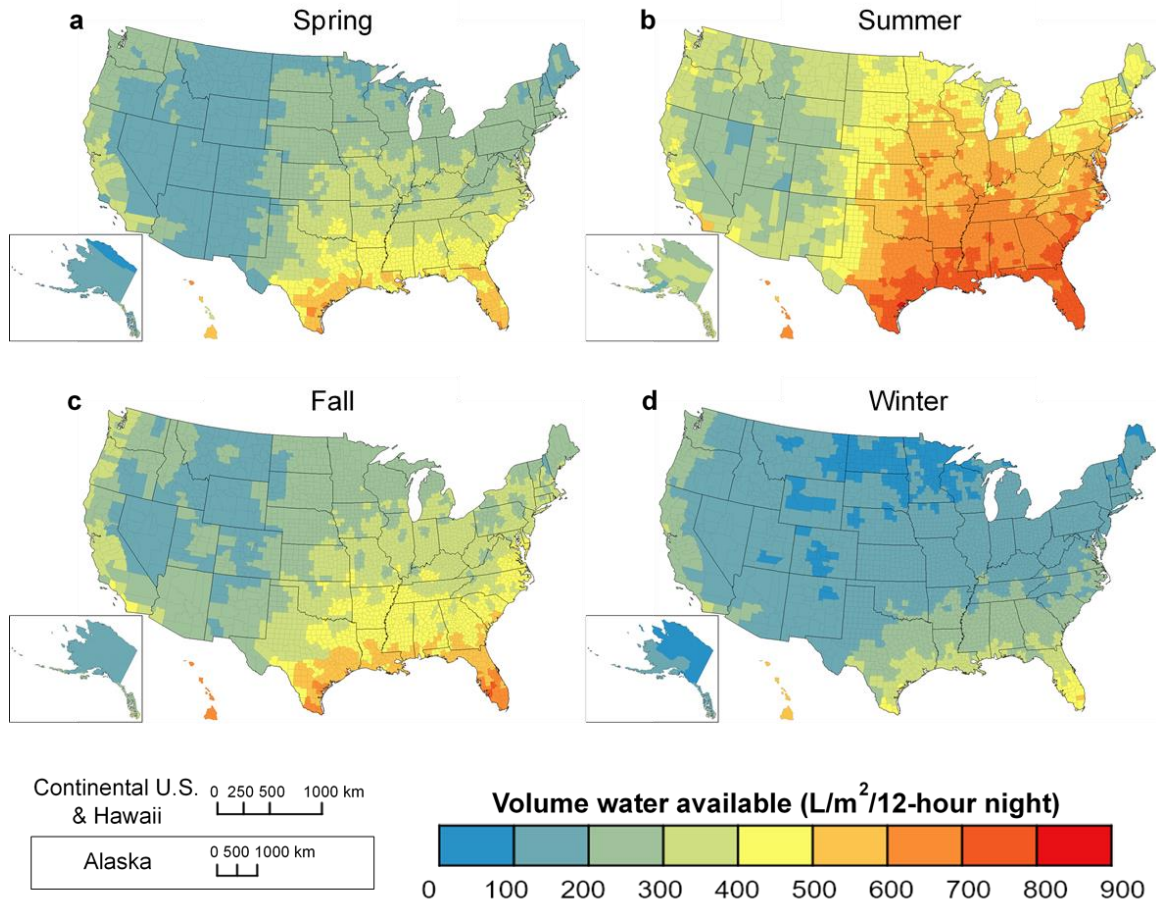 a Spring
b Summer
c Fall
d Winter
Continental U.S.
& Hawaii
0 250 500 1000 km
Alaska
0 500 1000 km
Volume water available (L/m²/12-hour night)
0 100 200 300 400 500 600 700 800 900